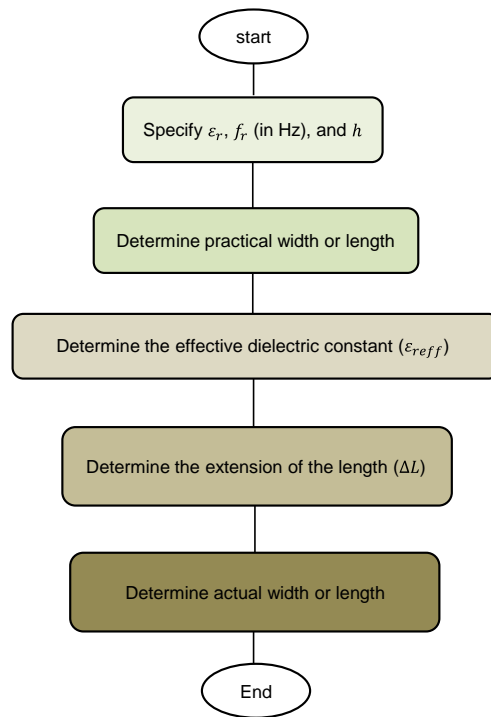 start
Specify 𝜀𝑟, 𝑓𝑟 (in Hz), and ℎ
Determine practical width or length
Determine the effective dielectric constant (𝜀𝑟𝑒𝑓𝑓)
Determine the extension of the length (Δ𝐿)
Determine actual width or length
End